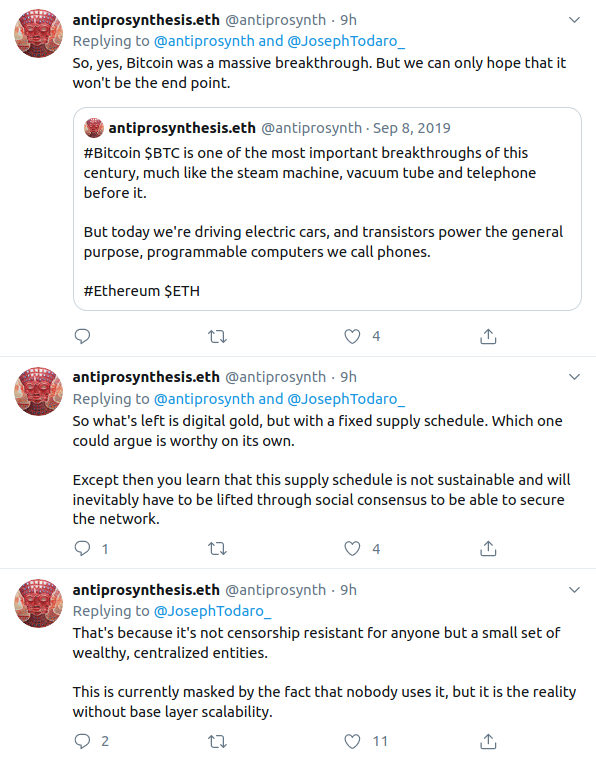 antiprosynthesis.eth @antiprosynth · 9h
Replying to @antiprosynth and @JosephTodaro_
So, yes, Bitcoin was a massive breakthrough. But we can only hope that it
won't be the end point.
antiprosynthesis.eth @antiprosynth · Sep 8, 2019
#Bitcoin $BTC is one of the most important breakthroughs of this
century, much like the steam machine, vacuum tube and telephone
before it.
But today we're driving electric cars, and transistors power the general
purpose, programmable computers we call phones.
#Ethereum $ETH
4
antiprosynthesis.eth @antiprosynth · 9h
Replying to @antiprosynth and @JosephTodaro_
So what's left is digital gold, but with a fixed supply schedule. Which one
could argue is worthy on its own.
Except then you learn that this supply schedule is not sustainable and will
inevitably have to be lifted through social consensus to be able to secure
the network.
1 4
antiprosynthesis.eth @antiprosynth · 9h
Replying to @JosephTodaro_
That's because it's not censorship resistant for anyone but a small set of
wealthy, centralized entities.
This is currently masked by the fact that nobody uses it, but it is the reality
without base layer scalability.
2 11